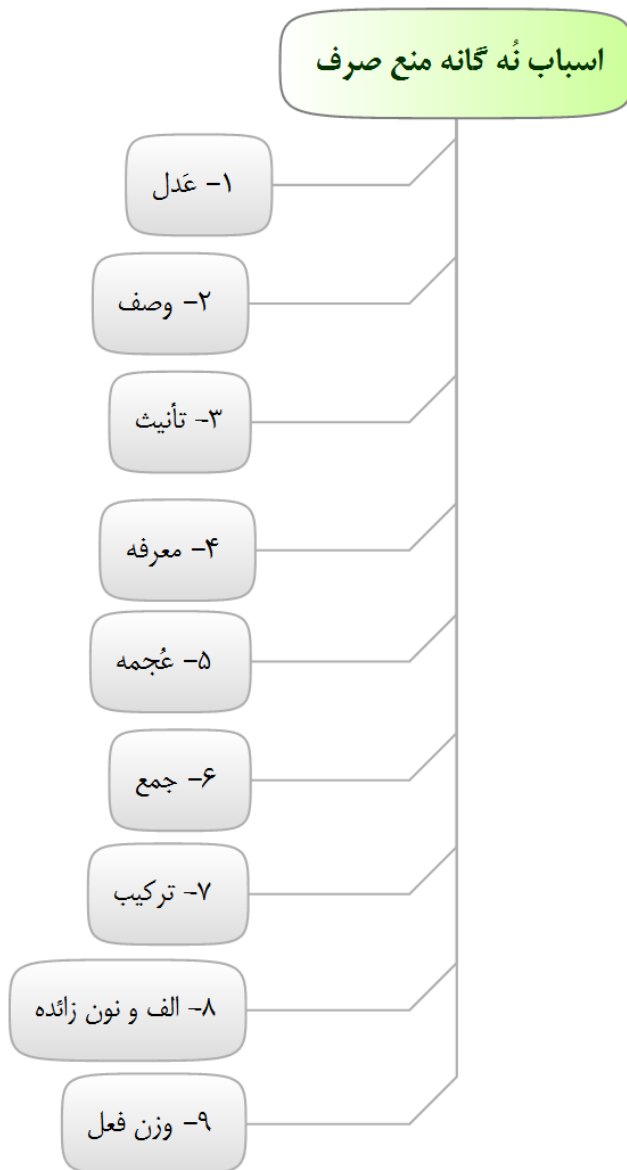 اسباب نُه گانه منع صرف
۱- عَدل
۲- وصف
۳- تأنیث
۴- معرفه
۵- عُجمه
۶- جمع
۷- ترکیب
۸- الف و نون زائده
۹- وزن فعل